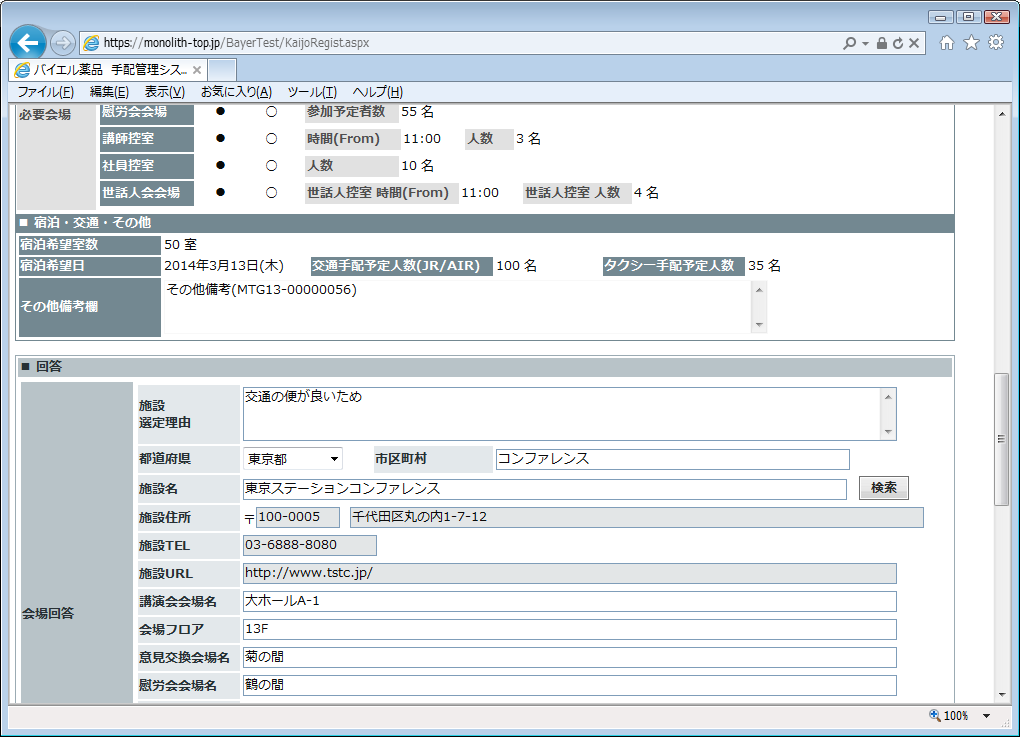 https://monolith-top.jp/BayerTest/KaijoRegist.aspx
バイエル薬品 手配管理シス...
ファイル(F) 編集(E) 表示(V) お気に入り(A) ツール(T) ヘルプ(H)
必要会場
慰労会会場 ● ○ 参加予定者数 55 名
講師控室 ● ○ 時間(From) 11:00 人数 3 名
社員控室 ● ○ 人数 10 名
世話人会会場 ● ○ 世話人控室 時間(From) 11:00 世話人控室 人数 4 名
■ 宿泊・交通・その他
宿泊希望室数 50 室
宿泊希望日 2014年3月13日(木) 交通手配予定人数(JR/AIR) 100 名 タクシー手配予定人数 35 名
その他備考欄 その他備考(MTG13-00000056)
■ 回答
会場回答
施設
選定理由 交通の便が良いため
都道府県 東京都 市区町村 コンファレンス
施設名 東京ステーションコンファレンス 検索
施設住所 〒100-0005 千代田区丸の内1-7-12
施設TEL 03-6888-8080
施設URL http://www.tstc.jp/
講演会会場名 大ホールA-1
会場フロア 13F
意見交換会場名 菊の間
慰労会会場名 鶴の間
100%